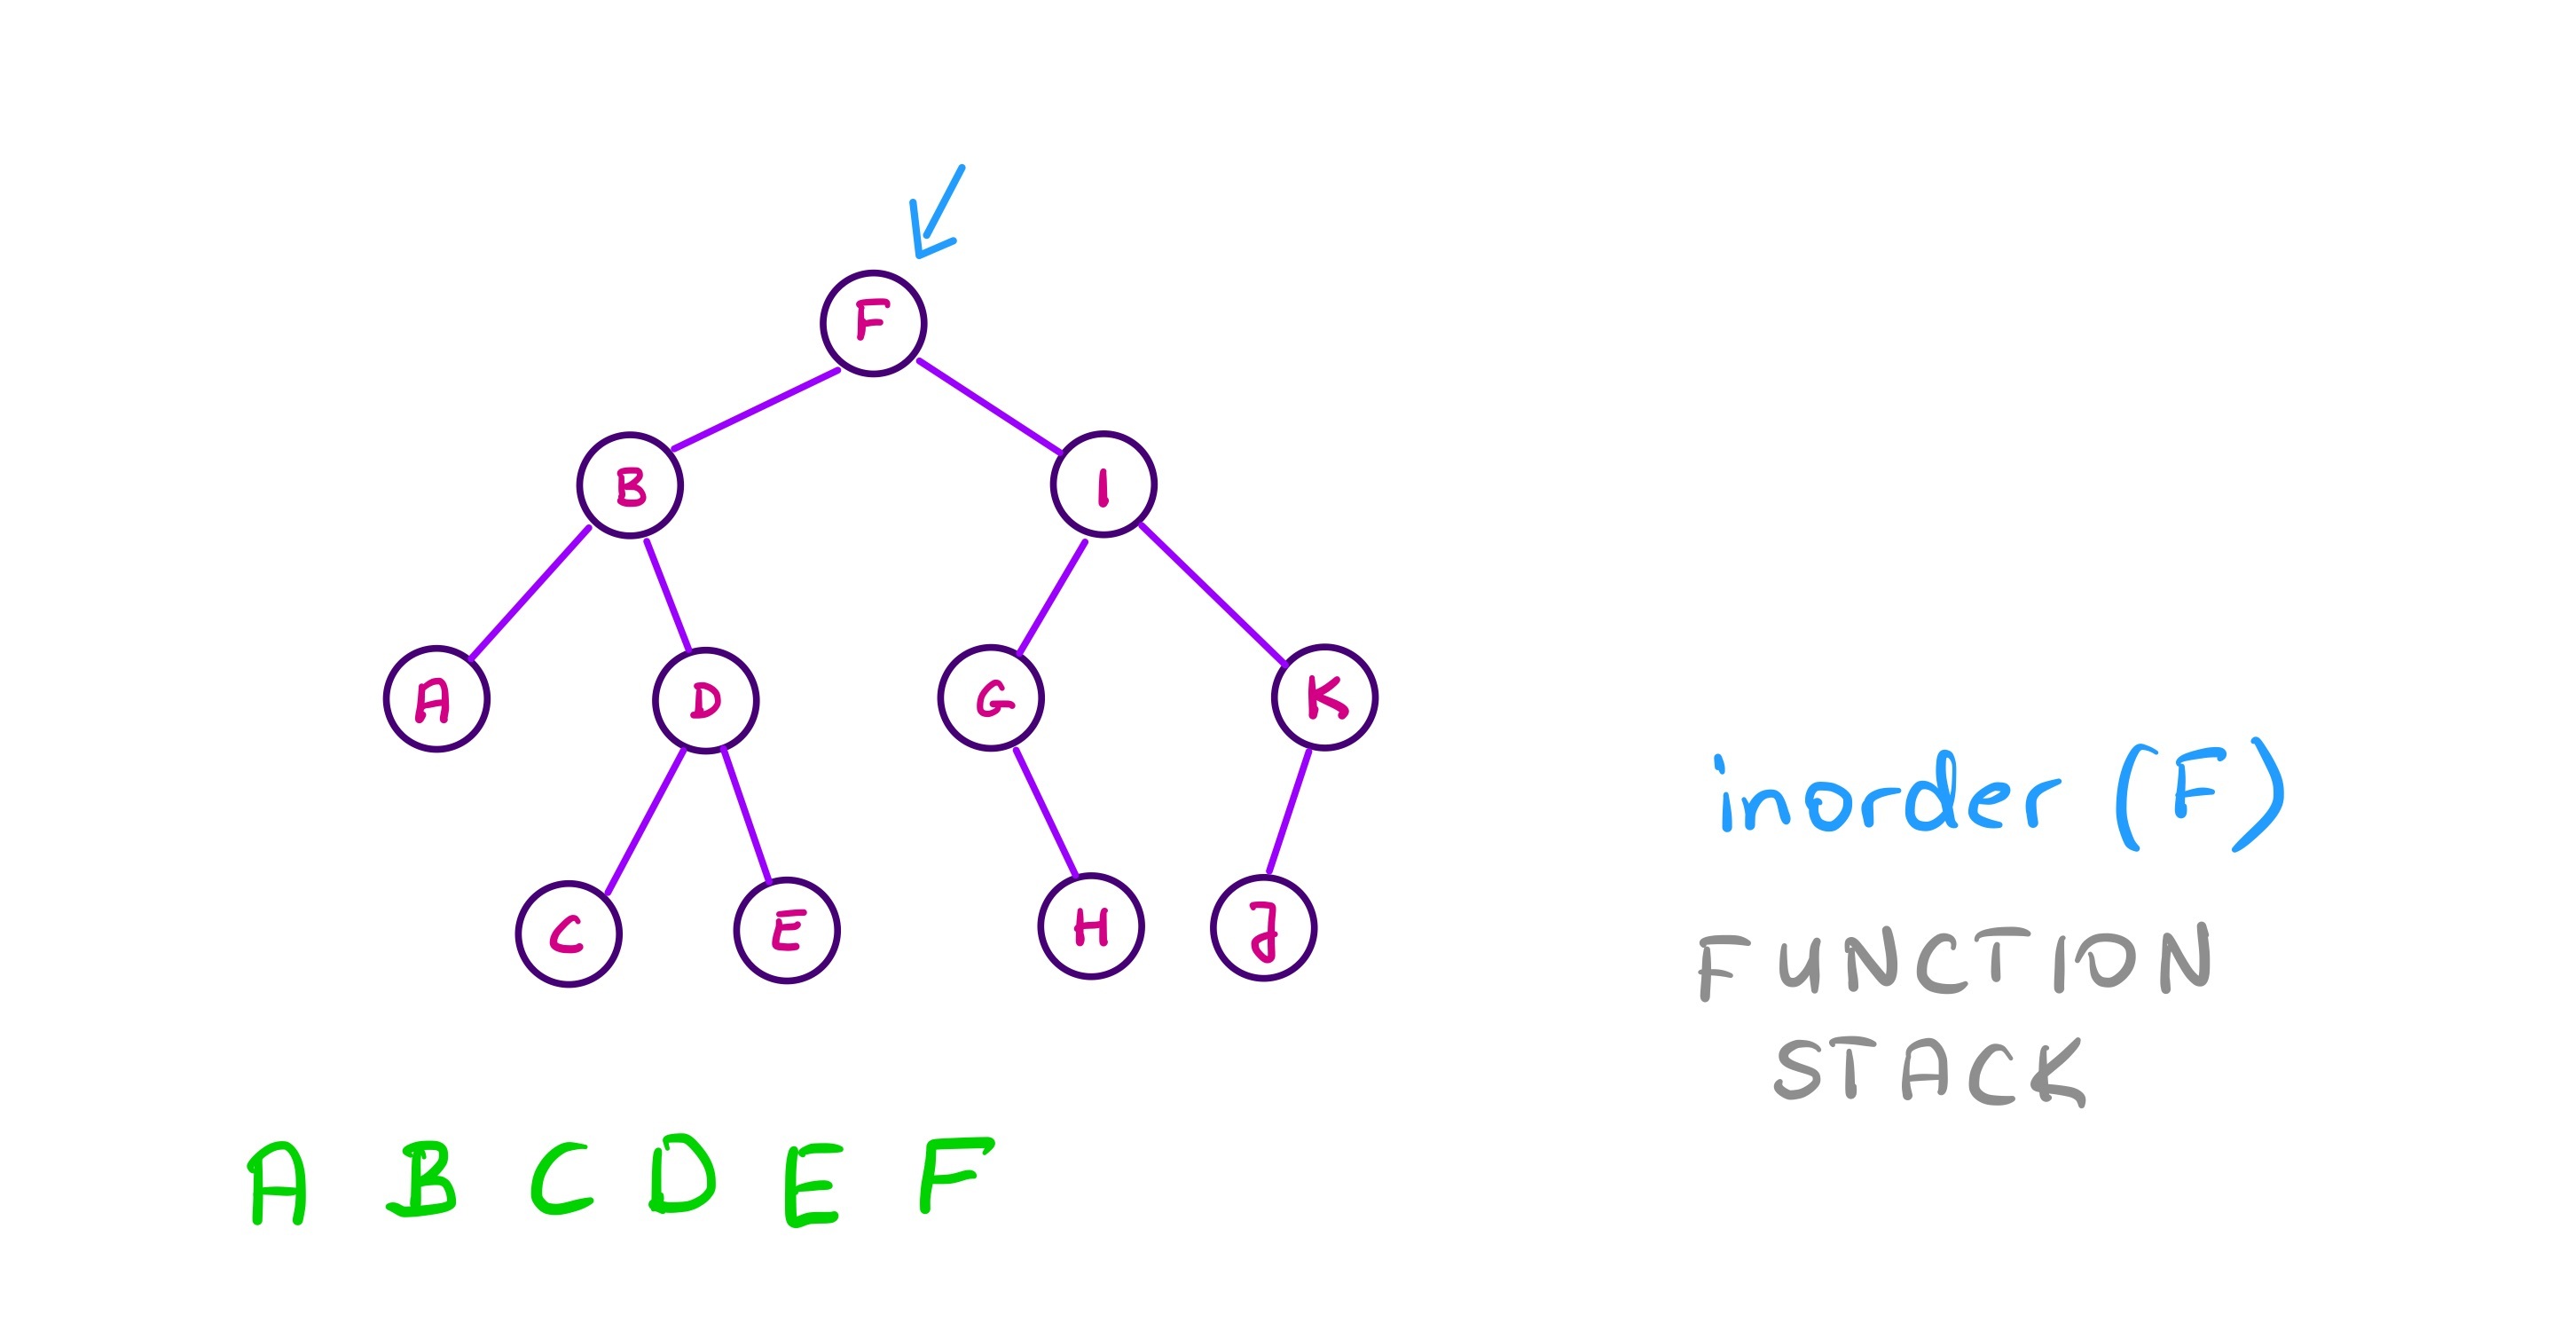 F
B I
A D G K
C E H J
inorder (F)
FUNCTION
STACK
A B C D E F